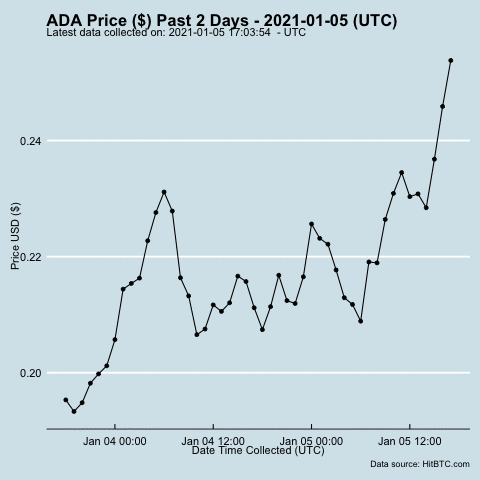 ADA Price ($) Past 2 Days - 2021-01-05 (UTC)
Latest data collected on: 2021-01-05 17:03:54 - UTC
0.24
0.22
0.20
Price USD ($)
Jan 04 00:00 Jan 04 12:00 Jan 05 00:00 Jan 05 12:00
Date Time Collected (UTC)
Data source: HitBTC.com